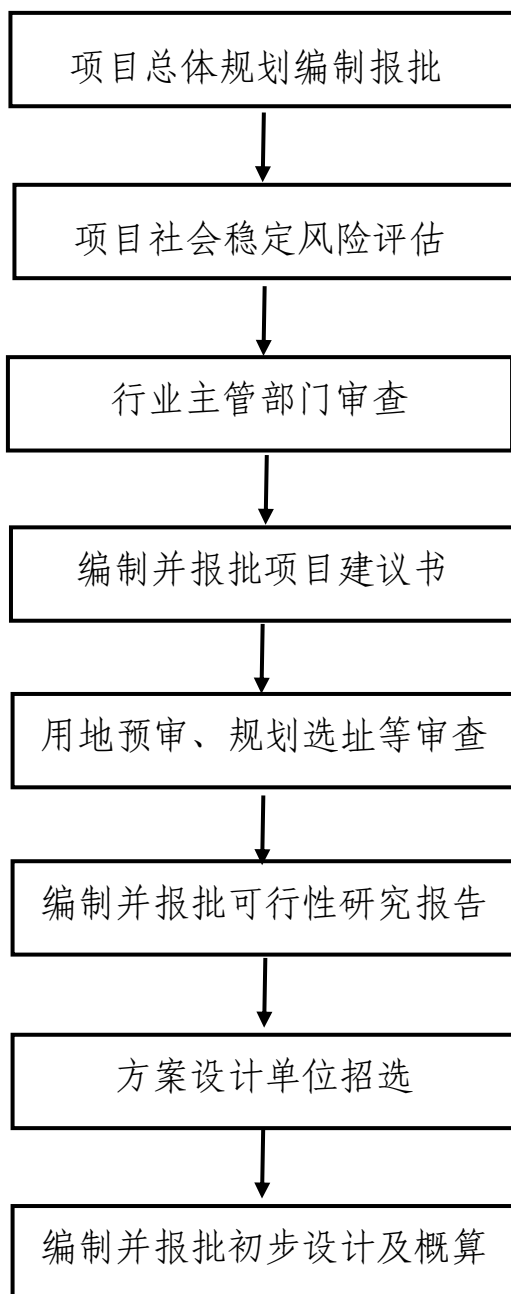 项目总体规划编制报批
项目社会稳定风险评估
行业主管部门审查
编制并报批项目建议书
用地预审、规划选址等审查
编制并报批可行性研究报告
方案设计单位招选
编制并报批初步设计及概算